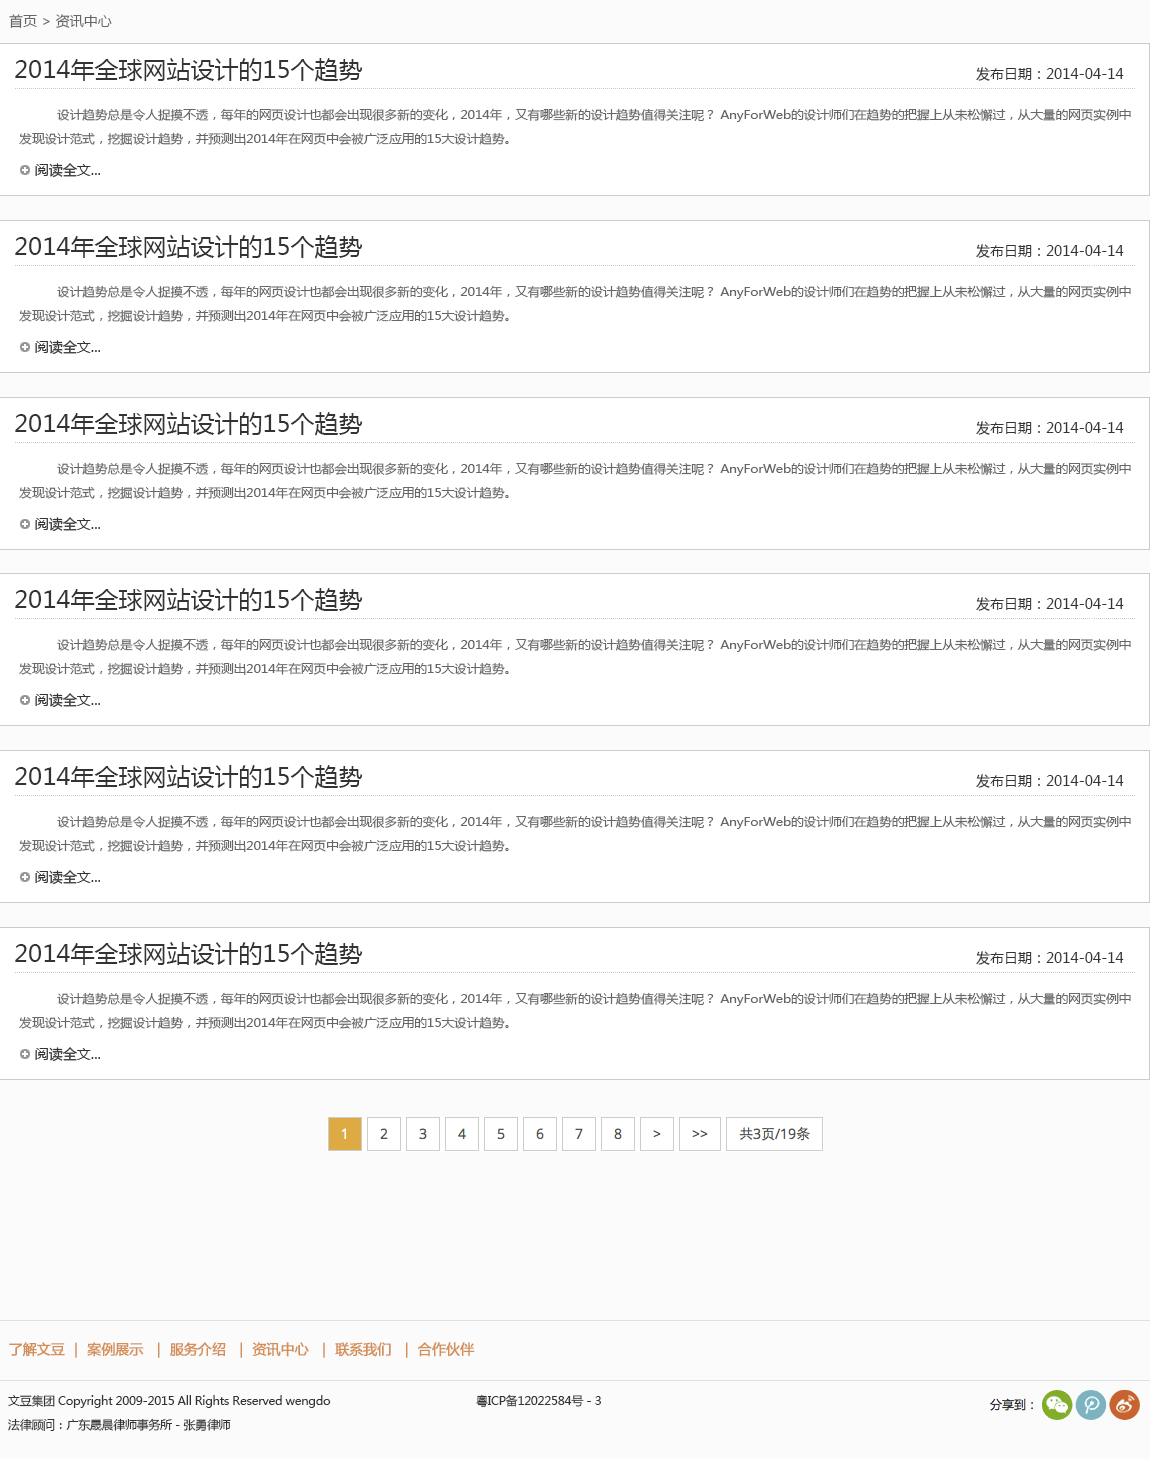 首页 > 资讯中心
2014年全球网站设计的15个趋势
发布日期：2014-04-14
设计趋势总是令人捉摸不透，每年的网页设计也都会出现很多新的变化，2014年，又有哪些新的设计趋势值得关注呢？ AnyForWeb的设计师们在趋势的把握上从未松懈过，从大量的网页实例中
发现设计范式，挖掘设计趋势，并预测出2014年在网页中会被广泛应用的15大设计趋势。
阅读全文...
2014年全球网站设计的15个趋势
发布日期：2014-04-14
设计趋势总是令人捉摸不透，每年的网页设计也都会出现很多新的变化，2014年，又有哪些新的设计趋势值得关注呢？ AnyForWeb的设计师们在趋势的把握上从未松懈过，从大量的网页实例中
发现设计范式，挖掘设计趋势，并预测出2014年在网页中会被广泛应用的15大设计趋势。
阅读全文...
2014年全球网站设计的15个趋势
发布日期：2014-04-14
设计趋势总是令人捉摸不透，每年的网页设计也都会出现很多新的变化，2014年，又有哪些新的设计趋势值得关注呢？ AnyForWeb的设计师们在趋势的把握上从未松懈过，从大量的网页实例中
发现设计范式，挖掘设计趋势，并预测出2014年在网页中会被广泛应用的15大设计趋势。
阅读全文...
2014年全球网站设计的15个趋势
发布日期：2014-04-14
设计趋势总是令人捉摸不透，每年的网页设计也都会出现很多新的变化，2014年，又有哪些新的设计趋势值得关注呢？ AnyForWeb的设计师们在趋势的把握上从未松懈过，从大量的网页实例中
发现设计范式，挖掘设计趋势，并预测出2014年在网页中会被广泛应用的15大设计趋势。
阅读全文...
2014年全球网站设计的15个趋势
发布日期：2014-04-14
设计趋势总是令人捉摸不透，每年的网页设计也都会出现很多新的变化，2014年，又有哪些新的设计趋势值得关注呢？ AnyForWeb的设计师们在趋势的把握上从未松懈过，从大量的网页实例中
发现设计范式，挖掘设计趋势，并预测出2014年在网页中会被广泛应用的15大设计趋势。
阅读全文...
2014年全球网站设计的15个趋势
发布日期：2014-04-14
设计趋势总是令人捉摸不透，每年的网页设计也都会出现很多新的变化，2014年，又有哪些新的设计趋势值得关注呢？ AnyForWeb的设计师们在趋势的把握上从未松懈过，从大量的网页实例中
发现设计范式，挖掘设计趋势，并预测出2014年在网页中会被广泛应用的15大设计趋势。
阅读全文...
1 2 3 4 5 6 7 8 > >> 共3页/19条
了解文豆 | 案例展示 | 服务介绍 | 资讯中心 | 联系我们 | 合作伙伴
文豆集团 Copyright 2009-2015 All Rights Reserved wengdo
粤ICP备12022584号 - 3
分享到：
法律顾问：广东晟晨律师事务所 - 张勇律师